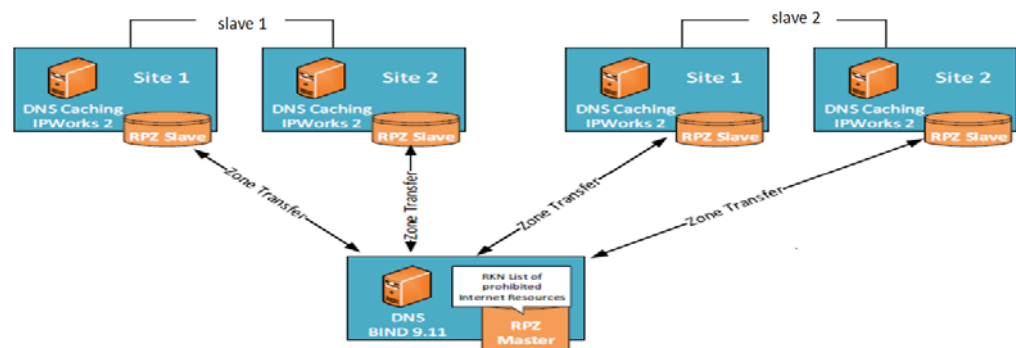 slave 1
slave 2
Site 1
DNS Caching
IPWorks 2
RPZ Slave
Site 2
DNS Caching
IPWorks 2
RPZ Slave
Site 1
DNS Caching
IPWorks 2
RPZ Slave
Site 2
DNS Caching
IPWorks 2
RPZ Slave
Zone Transfer
Zone Transfer
Zone Transfer
Zone Transfer
RKN List of
prohibited
Internet Resources
DNS
BIND 9.11
RPZ
Master